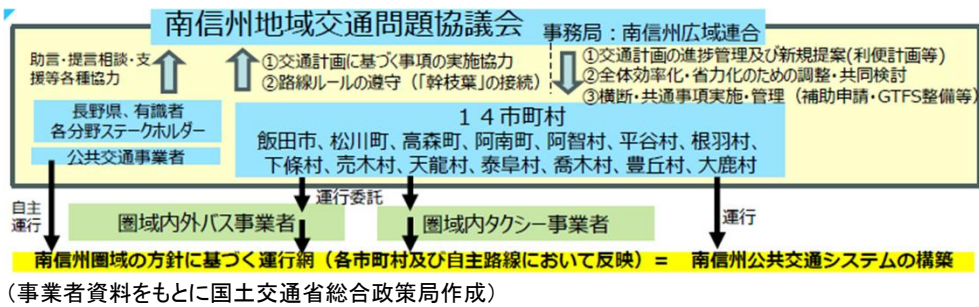 南信州地域交通問題協議会
事務局：南信州広域連合
助言・提言相談・支
援等各種協力
①交通計画に基づく事項の実施協力
②路線ルールの遵守（「幹枝葉」の接続）
①交通計画の進捗管理及び新規提案(利便計画等)
②全体効率化・省力化のための調整・共同検討
③横断・共通事項実施・管理（補助申請・GTFS整備等）
長野県、有識者
各分野ステークホルダー
公共交通事業者
１４市町村
飯田市、松川町、高森町、阿南町、阿智村、平谷村、根羽村、
下條村、売木村、天龍村、泰阜村、喬木村、豊丘村、大鹿村
自主
運行
運行委託
運行
圏域内外バス事業者
圏域内タクシー事業者
南信州圏域の方針に基づく運行網（各市町村及び自主路線において反映）＝　南信州公共交通システムの構築
（事業者資料をもとに国土交通省総合政策局作成）